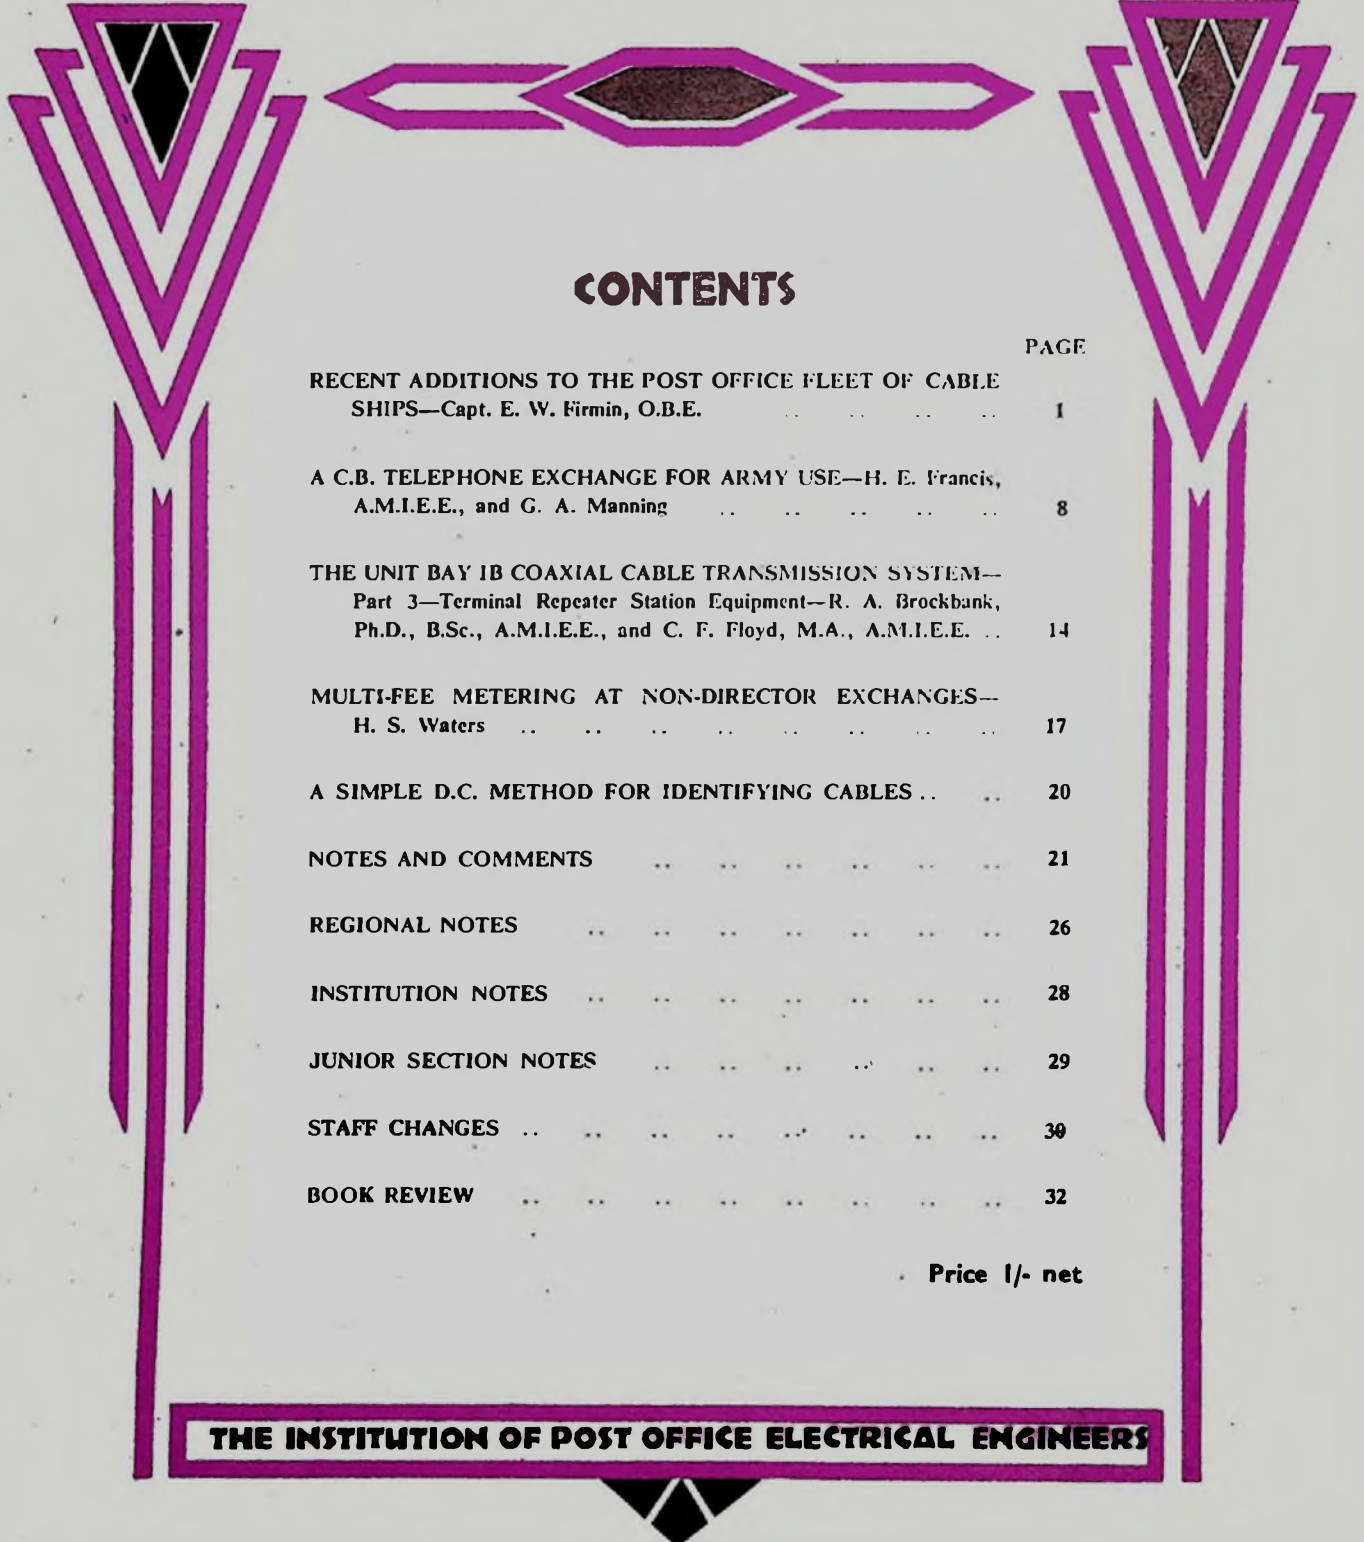 CONTENTS
PAGE
RECENT ADDITIONS TO THE POST OFFICE FLEET OF CABLE
SHIPS—Capt. E. W. Firmin, O.B.E. .. .. .. .. 1
A C.B. TELEPHONE EXCHANGE FOR ARMY USE—H. E. Francis,
A.M.I.E.E., and G. A. Manning .. .. .. .. .. 8
THE UNIT BAY 1B COAXIAL CABLE TRANSMISSION SYSTEM—
Part 3—Terminal Repeater Station Equipment—R. A. Brockbank,
Ph.D., B.Sc., A.M.I.E.E., and C. F. Floyd, M.A., A.M.I.E.E. .. 14
MULTI-FEE METERING AT NON-DIRECTOR EXCHANGES—
H. S. Waters .. .. .. .. .. .. .. .. 17
A SIMPLE D.C. METHOD FOR IDENTIFYING CABLES .. .. 20
NOTES AND COMMENTS .. .. .. .. .. .. 21
REGIONAL NOTES .. .. .. .. .. .. .. 26
INSTITUTION NOTES .. .. .. .. .. .. .. 28
JUNIOR SECTION NOTES .. .. .. .. .. .. 29
STAFF CHANGES .. .. .. .. .. .. .. .. 30
BOOK REVIEW .. .. .. .. .. .. .. .. 32
Price 1/- net
THE INSTITUTION OF POST OFFICE ELECTRICAL ENGINEERS